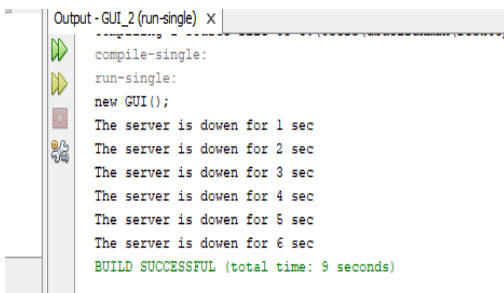 Output - GUI_2 (run-single) x
compile-single:
run-single:
new GUI();
The server is dowen for 1 sec
The server is dowen for 2 sec
The server is dowen for 3 sec
The server is dowen for 4 sec
The server is dowen for 5 sec
The server is dowen for 6 sec
BUILD SUCCESSFUL (total time: 9 seconds)